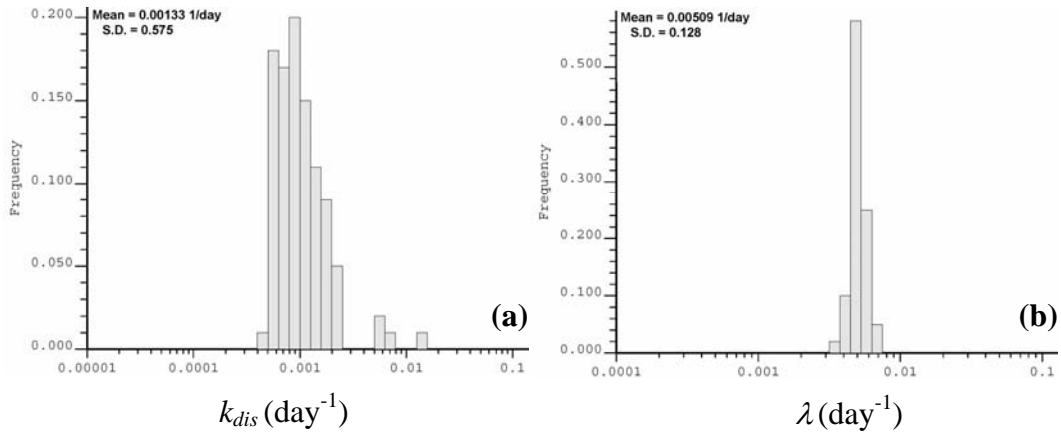 Mean = 0.00133 1/day
S.D. = 0.575
Frequency
0.200
0.150
0.100
0.050
0.000
0.00001
0.0001
0.001
0.01
0.1
(a)
k_dis (day⁻¹)
Mean = 0.00509 1/day
S.D. = 0.128
Frequency
0.500
0.400
0.300
0.200
0.100
0.000
0.0001
0.001
0.01
0.1
(b)
λ (day⁻¹)